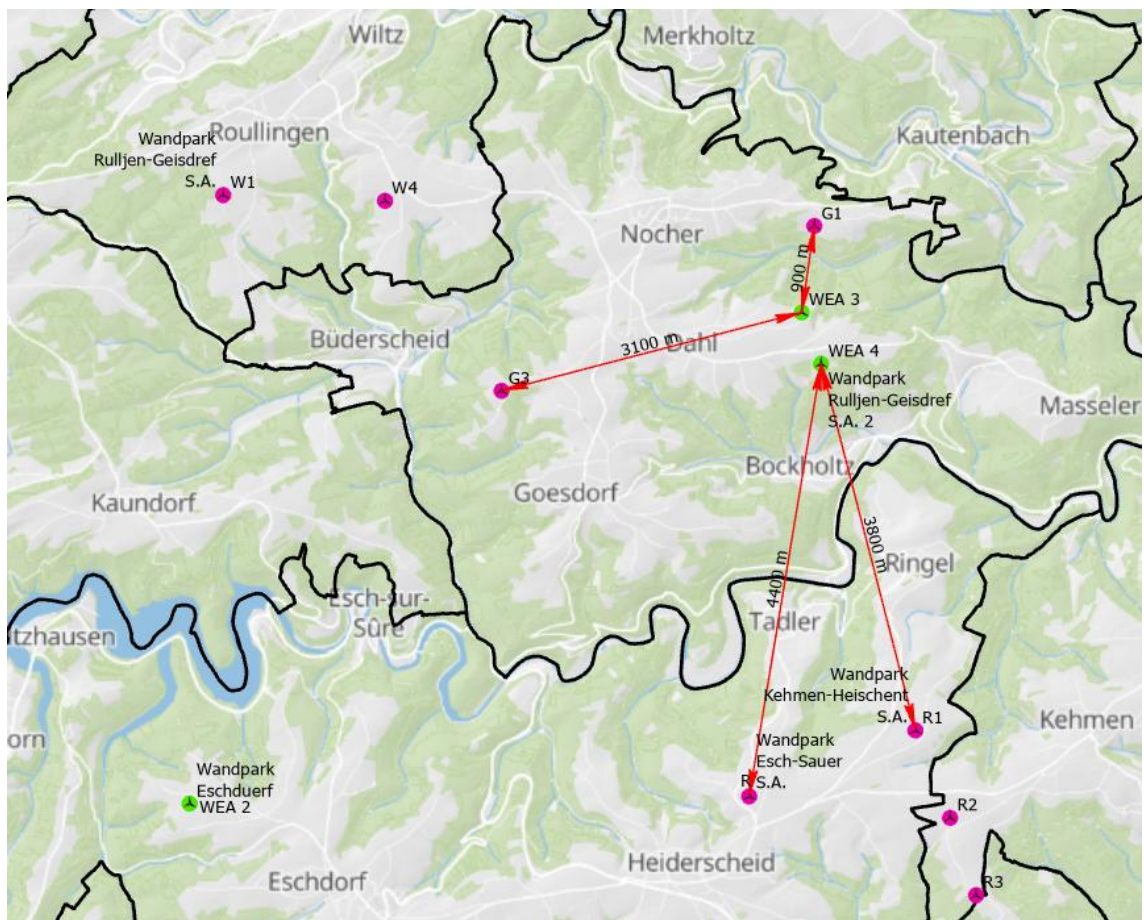 Wiltz
Merkholtz
Roullingen
Wandpark
Rulljen-Geisdref
S.A.
W1
W4
Kautenbach
G1
Nocher
900 m
WEA 3
Büderscheid
3100 m
Dahl
WEA 4
G3
Wandpark
Rulljen-Geisdref
S.A. 2
Masseler
Bockholtz
Goesdorf
Kaundorf
3800 m
Ringel
4400 m
Esch-sur-
Sûre
Tadler
ltzhausen
Wandpark
Kehmen-Heischent
S.A.
R1
Kehmen
orn
Wandpark
Esch-Sauer
S.A.
Wandpark
Eschduerf
WEA 2
R2
Heiderscheid
Eschdorf
R3